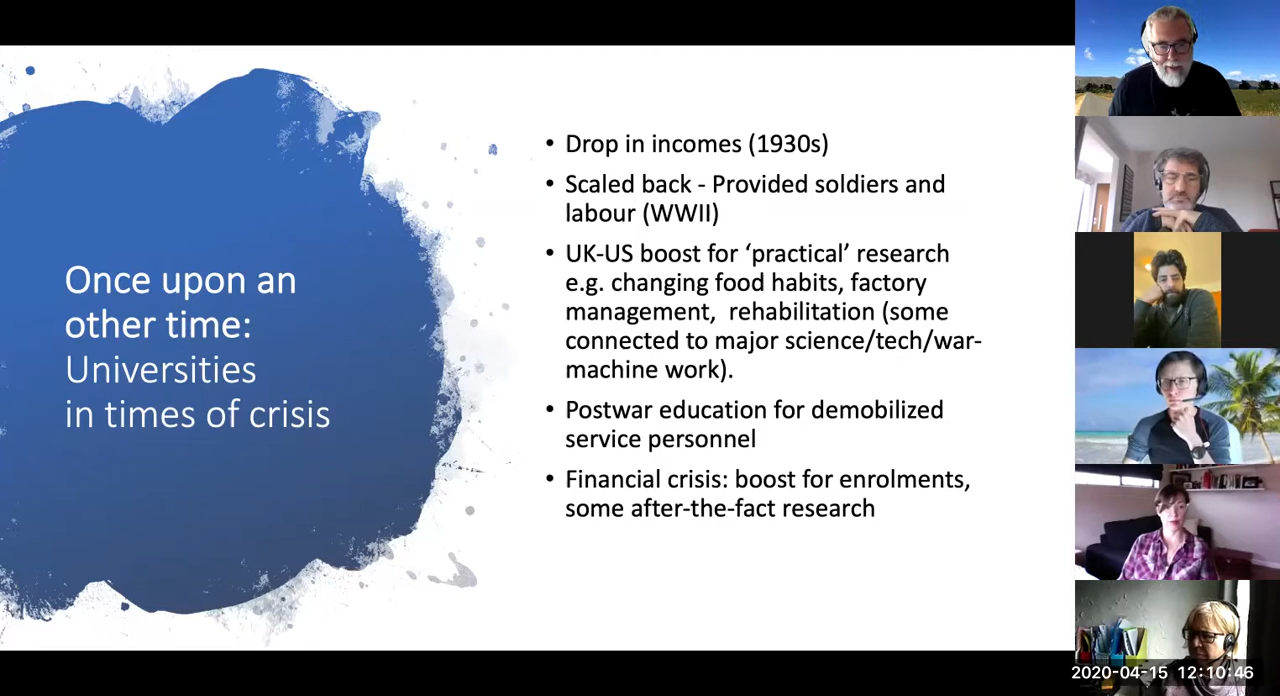 Once upon an
other time:
Universities
in times of crisis
• Drop in incomes (1930s)
• Scaled back - Provided soldiers and
labour (WWII)
• UK-US boost for ‘practical’ research
e.g. changing food habits, factory
management,  rehabilitation (some
connected to major science/tech/war-
machine work).
• Postwar education for demobilized
service personnel
• Financial crisis: boost for enrolments,
some after-the-fact research
2020-04-15  12:10:46